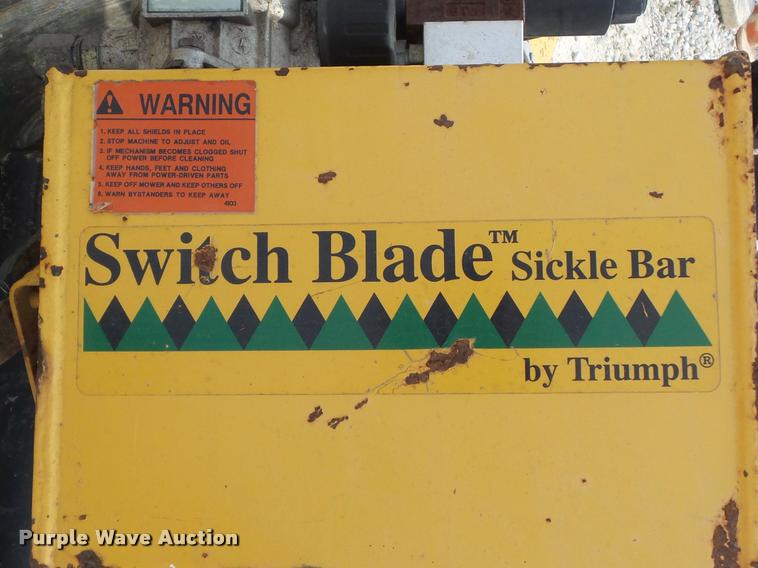 WARNING
1. KEEP ALL SHIELDS IN PLACE
2. STOP MACHINE TO ADJUST AND OIL
3. IF MECHANISM BECOMES CLOGGED SHUT
OFF POWER BEFORE CLEANING
4. KEEP HANDS, FEET AND CLOTHING
AWAY FROM POWER-DRIVEN PARTS
5. KEEP OFF MOWER AND KEEP OTHERS OFF
6. WARN BYSTANDERS TO KEEP AWAY
Switch Blade™ Sickle Bar
by Triumph®
Purple Wave Auction